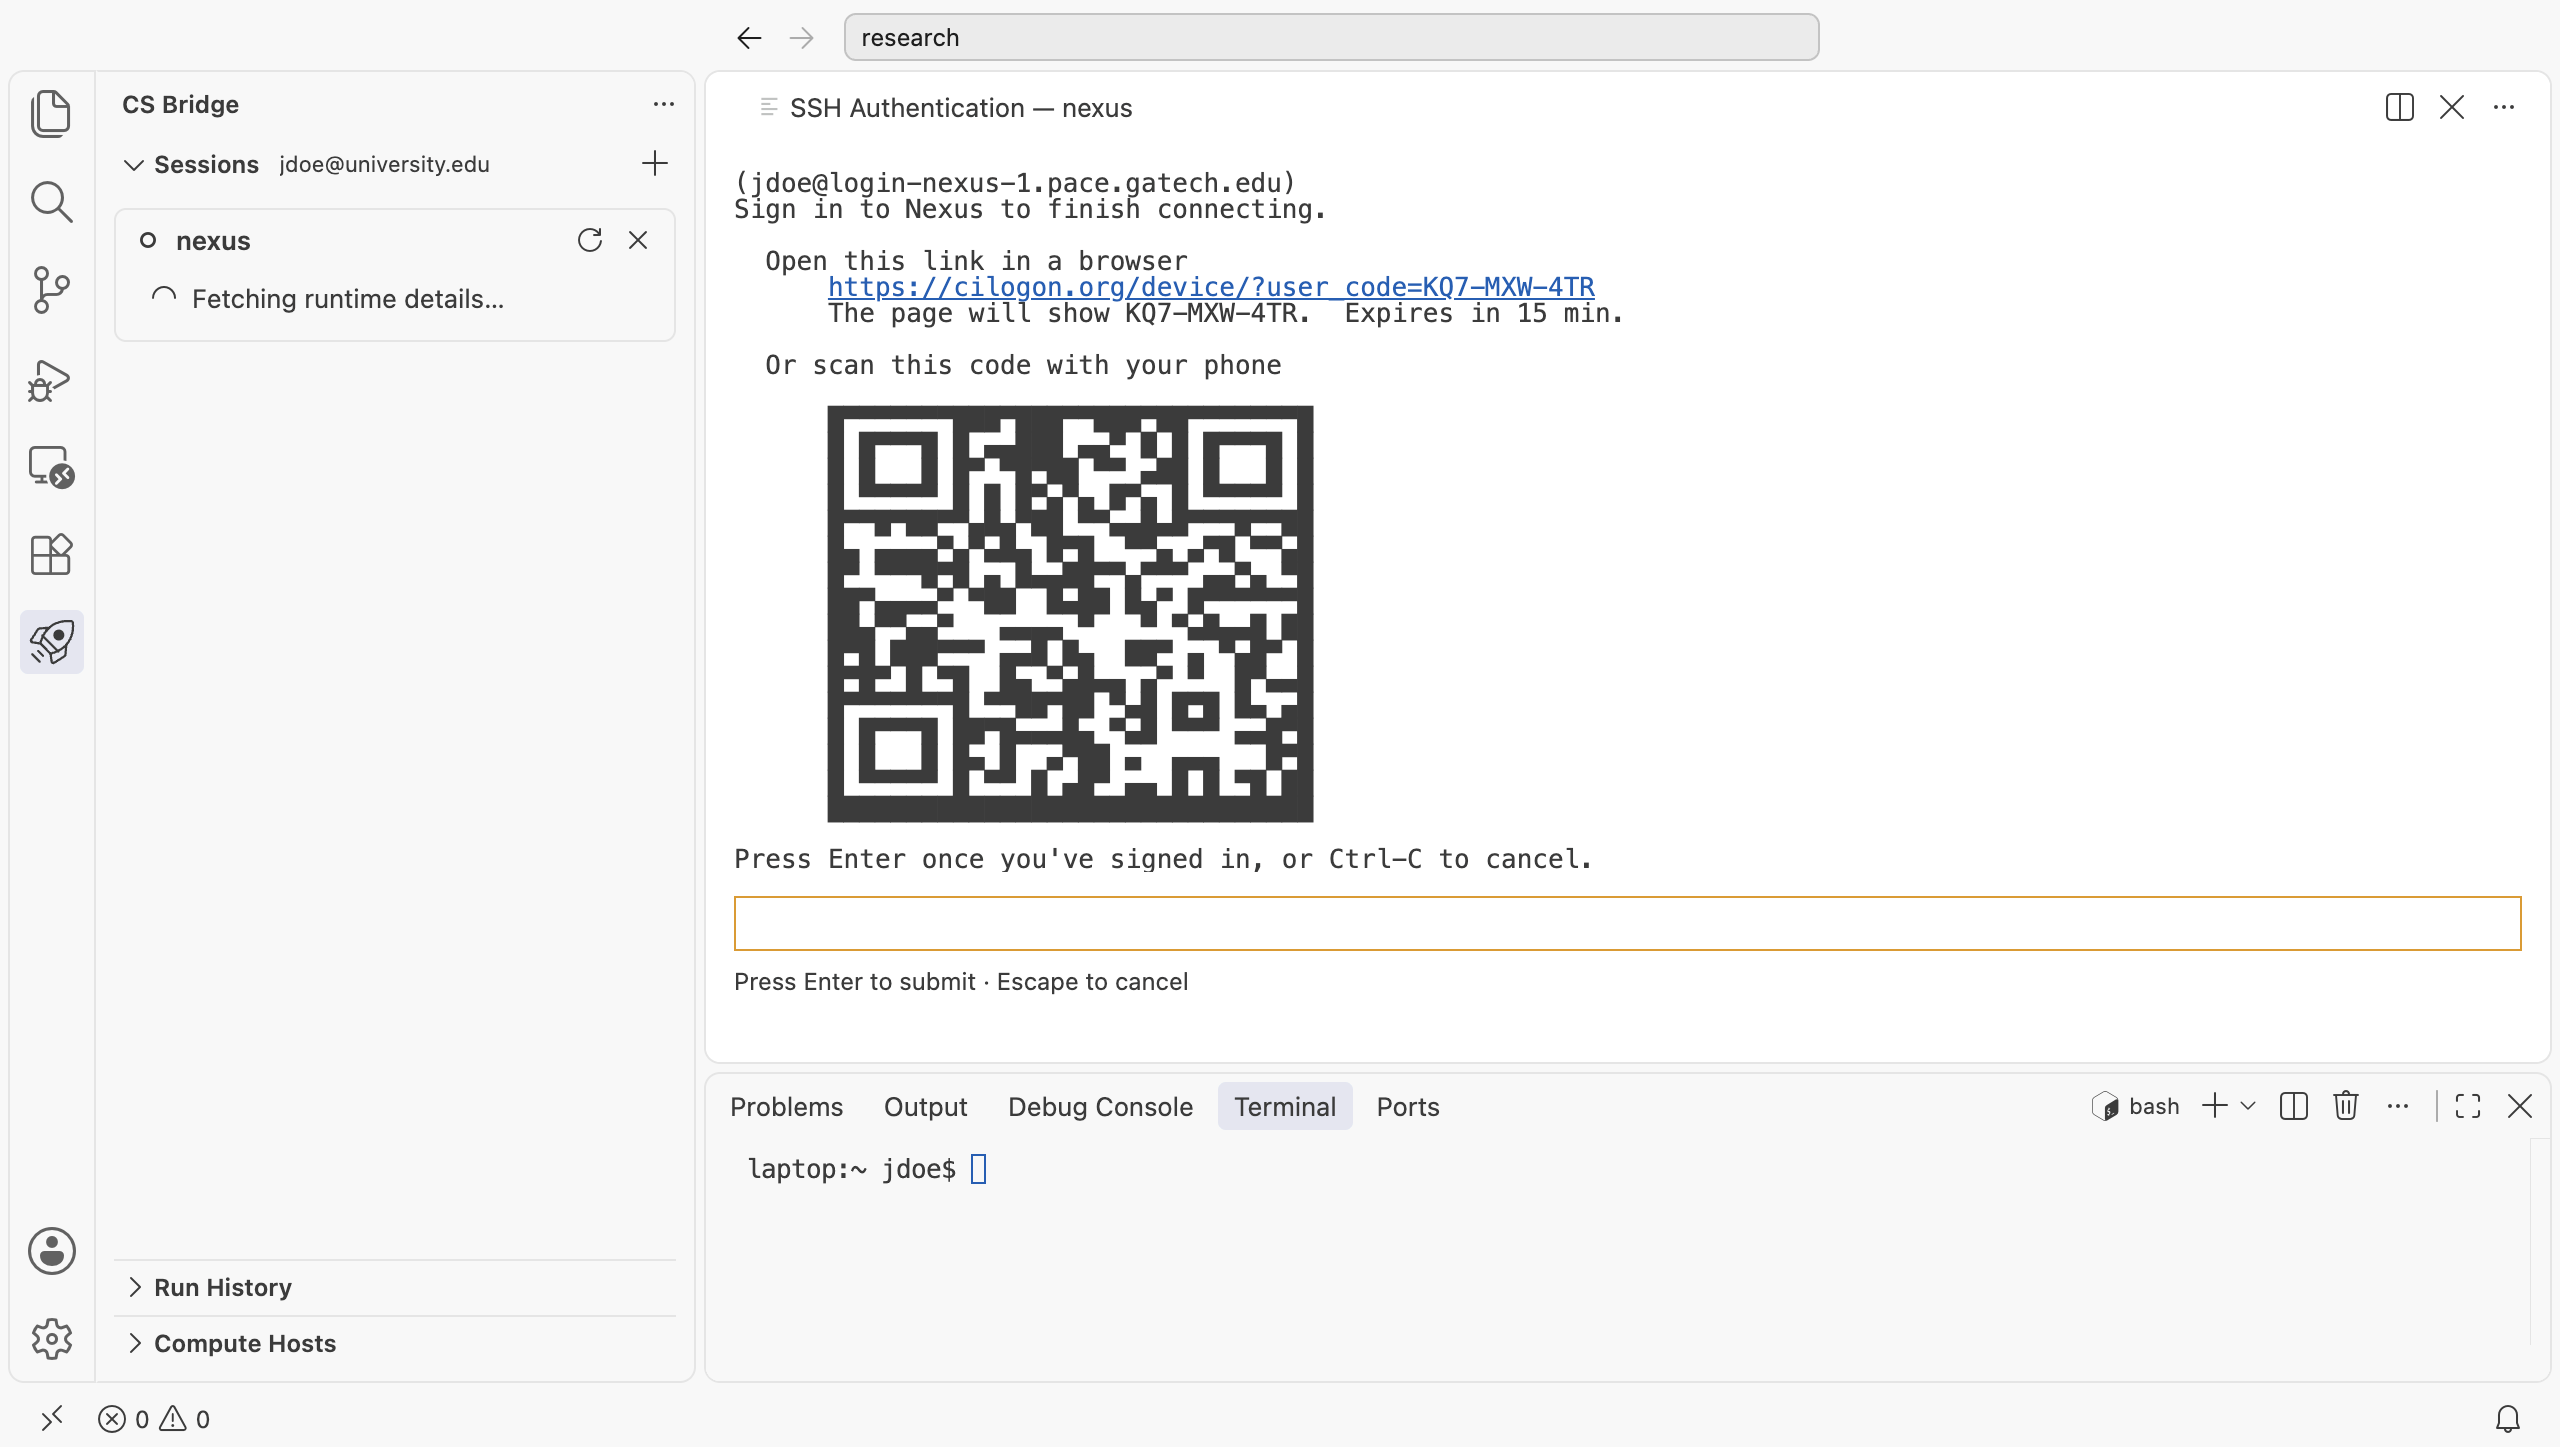 research
CS Bridge
Sessions jdoe@university.edu
nexus
Fetching runtime details...
Run History
Compute Hosts
SSH Authentication — nexus
(jdoe@login-nexus-1.pace.gatech.edu)
Sign in to Nexus to finish connecting.
Open this link in a browser
https://cilogon.org/device/?user_code=KQ7-MXW-4TR
The page will show KQ7-MXW-4TR. Expires in 15 min.
Or scan this code with your phone
Press Enter once you've signed in, or Ctrl-C to cancel.
Press Enter to submit · Escape to cancel
Problems Output Debug Console Terminal Ports
bash
laptop:~ jdoe$
0 0